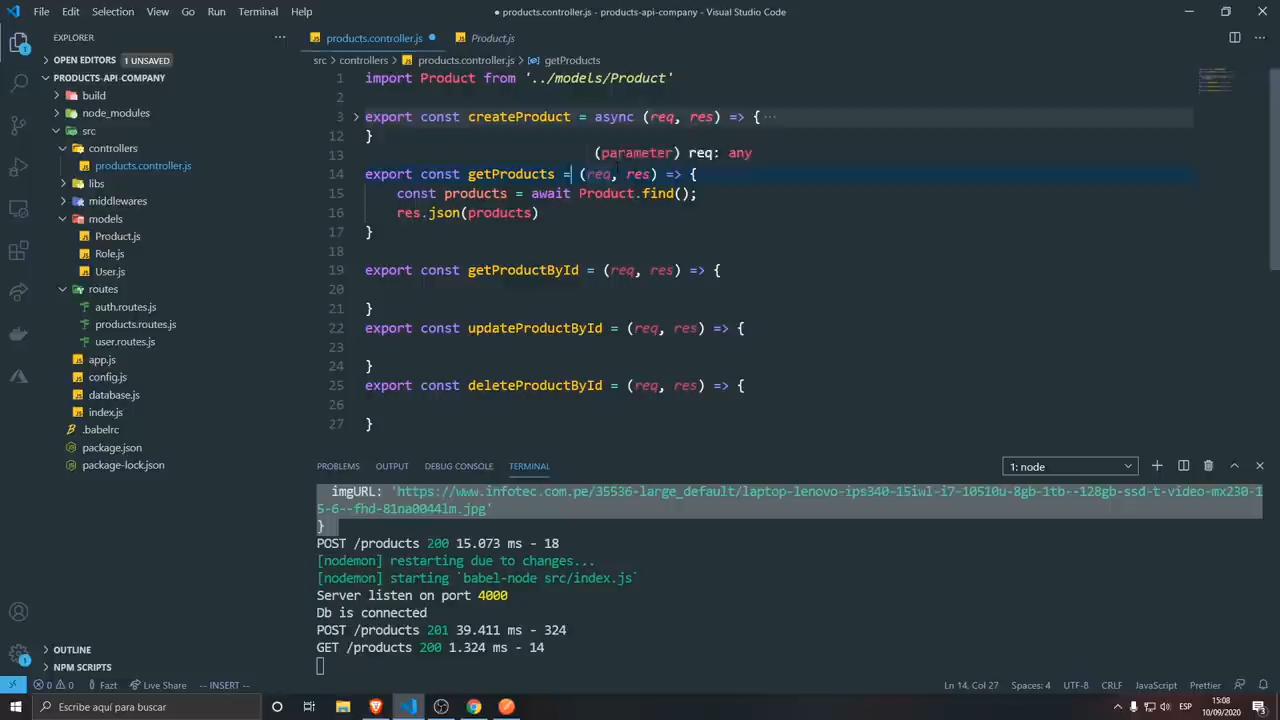 File Edit Selection View Go Run Terminal Help
● products.controller.js - products-api-company - Visual Studio Code
EXPLORER
OPEN EDITORS 1 UNSAVED
PRODUCTS-API-COMPANY
build
node_modules
src
controllers
products.controller.js
libs
middlewares
models
Product.js
Role.js
User.js
routes
auth.routes.js
products.routes.js
user.routes.js
app.js
config.js
database.js
index.js
.babelrc
package.json
package-lock.json
OUTLINE
NPM SCRIPTS
products.controller.js ● Product.js
src > controllers > products.controller.js > getProducts
1 import Product from '../models/Product'
2
3 export const createProduct = async (req, res) => { ...
12 }
13
(parameter) req: any
14 export const getProducts = (req, res) => {
15 const products = await Product.find();
16 res.json(products)
17 }
18
19 export const getProductById = (req, res) => {
20
21 }
22 export const updateProductById = (req, res) => {
23
24 }
25 export const deleteProductById = (req, res) => {
26
27 }
PROBLEMS OUTPUT DEBUG CONSOLE TERMINAL
1: node
imgURL: 'https://www.infotec.com.pe/35536-large_default/laptop-lenovo-ips340-15iwl-i7-10510u-8gb-1tb--128gb-ssd-t-video-mx230-1
5-6--fhd-81na0044lm.jpg'
}
POST /products 200 15.073 ms - 18
[nodemon] restarting due to changes...
[nodemon] starting `babel-node src/index.js`
Server listen on port 4000
Db is connected
POST /products 201 39.411 ms - 324
GET /products 200 1.324 ms - 14
0 0 Fazt Live Share -- INSERT -- Ln 14, Col 27 Spaces: 4 UTF-8 CRLF JavaScript Prettier
Escribe aquí para buscar
ESP
15:08
10/09/2020